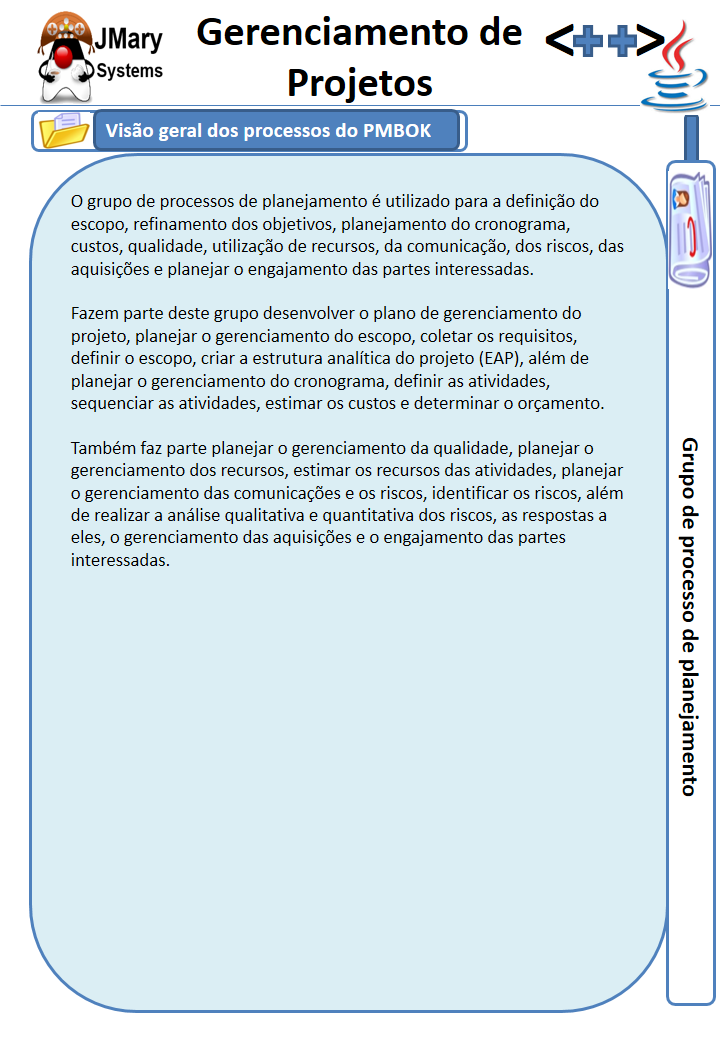 JMary
Systems
Gerenciamento de
Projetos
<++>
Visão geral dos processos do PMBOK
O grupo de processos de planejamento é utilizado para a definição do
escopo, refinamento dos objetivos, planejamento do cronograma,
custos, qualidade, utilização de recursos, da comunicação, dos riscos, das
aquisições e planejar o engajamento das partes interessadas.
Fazem parte deste grupo desenvolver o plano de gerenciamento do
projeto, planejar o gerenciamento do escopo, coletar os requisitos,
definir o escopo, criar a estrutura analítica do projeto (EAP), além de
planejar o gerenciamento do cronograma, definir as atividades,
sequenciar as atividades, estimar os custos e determinar o orçamento.
Também faz parte planejar o gerenciamento da qualidade, planejar o
gerenciamento dos recursos, estimar os recursos das atividades, planejar
o gerenciamento das comunicações e os riscos, identificar os riscos, além
de realizar a análise qualitativa e quantitativa dos riscos, as respostas a
eles, o gerenciamento das aquisições e o engajamento das partes
interessadas.
Grupo de processo de planejamento